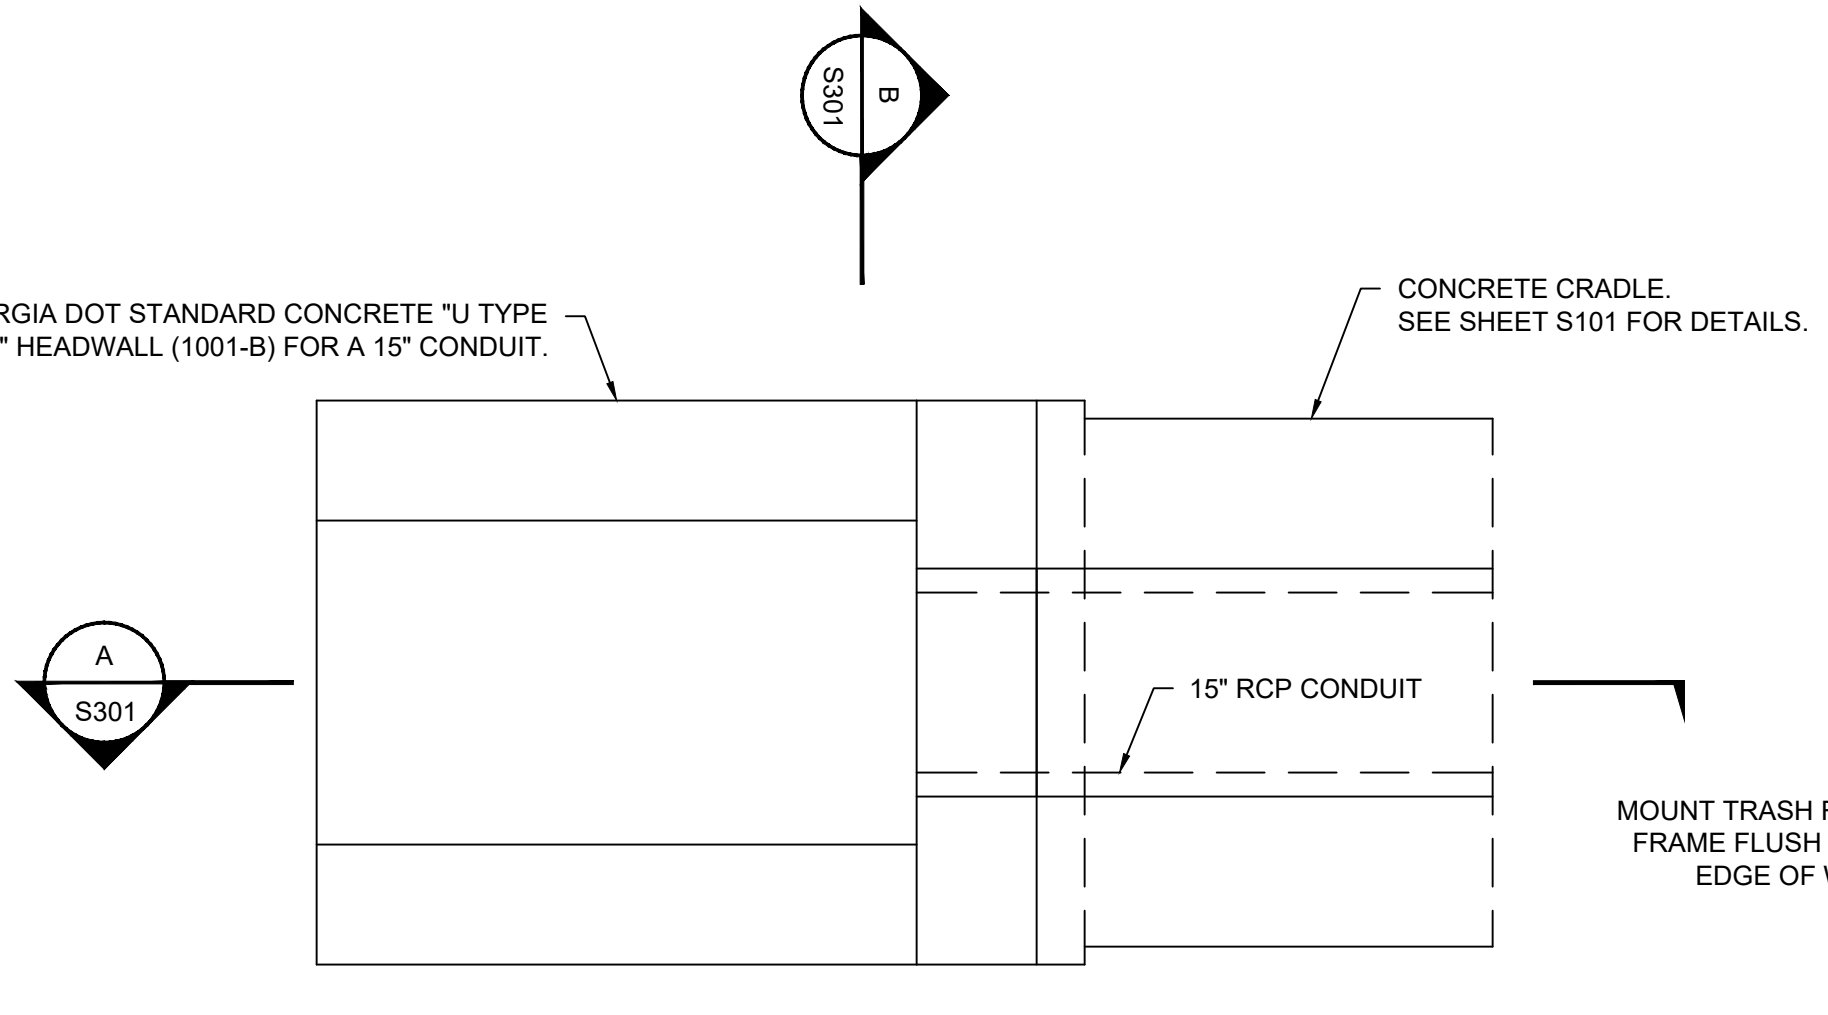 S301
B
RGIA DOT STANDARD CONCRETE "U TYPE
" HEADWALL (1001-B) FOR A 15" CONDUIT.
CONCRETE CRADLE.
SEE SHEET S101 FOR DETAILS.
A
S301
15" RCP CONDUIT
MOUNT TRASH
FRAME FLUSH
EDGE OF